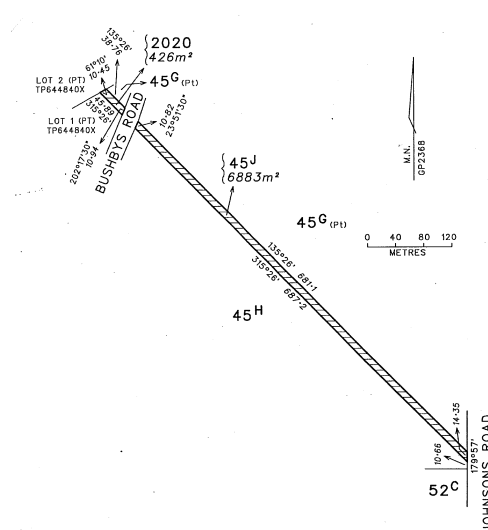 135°26'
38·76
2020
426m²
61°10'
10·45
45G (Pt)
LOT 2 (PT)
TP644840X
45·89
315°26'
LOT 1 (PT)
TP644840X
BUSHBYS ROAD
10·82
23°51'30"
202°17'30"
10·94
M.N.
GP2368
45J
6883m²
45G (Pt)
0 40 80 120
METRES
135°26'
681·1
315°26'
687·2
45H
14·35
10·66
179°57'
52C
JOHNSONS ROAD